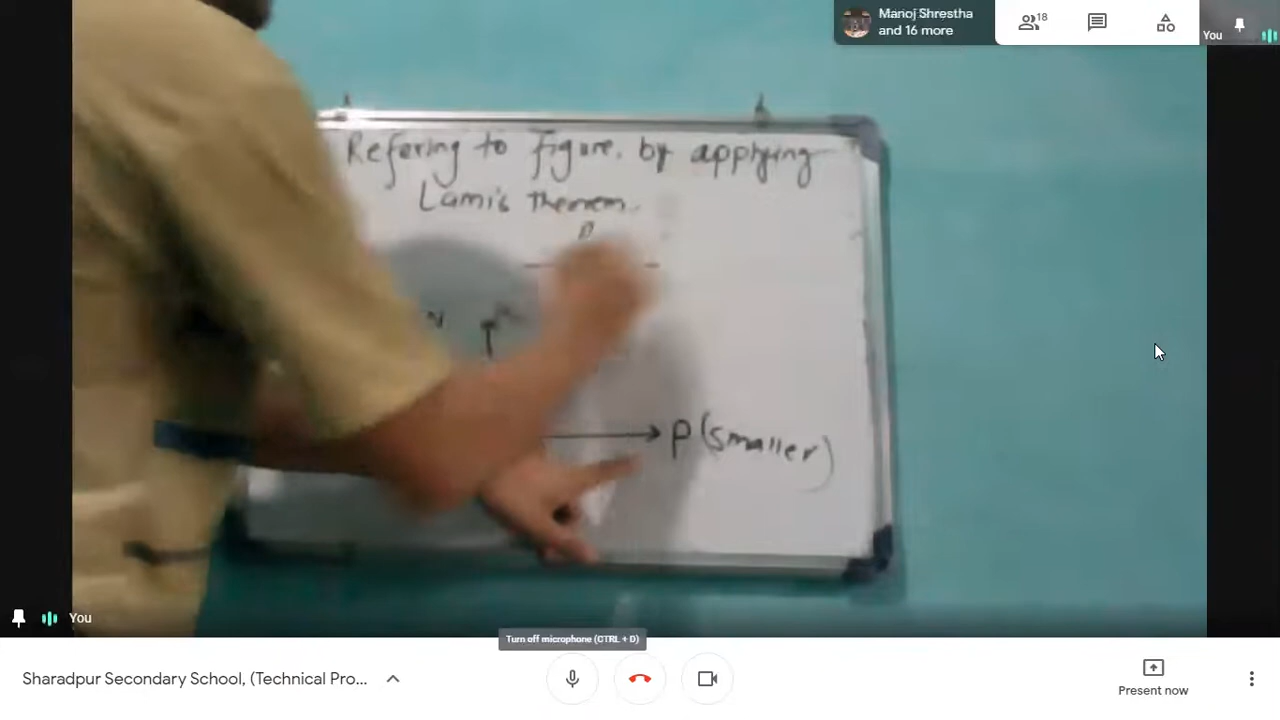 Manoj Shrestha
and 16 more
18
You
Refering to figure, by applying
Lami's theorem.
P
N
R
P (smaller)
You
Turn off microphone (CTRL + D)
Sharadpur Secondary School, (Technical Pro...
Present now